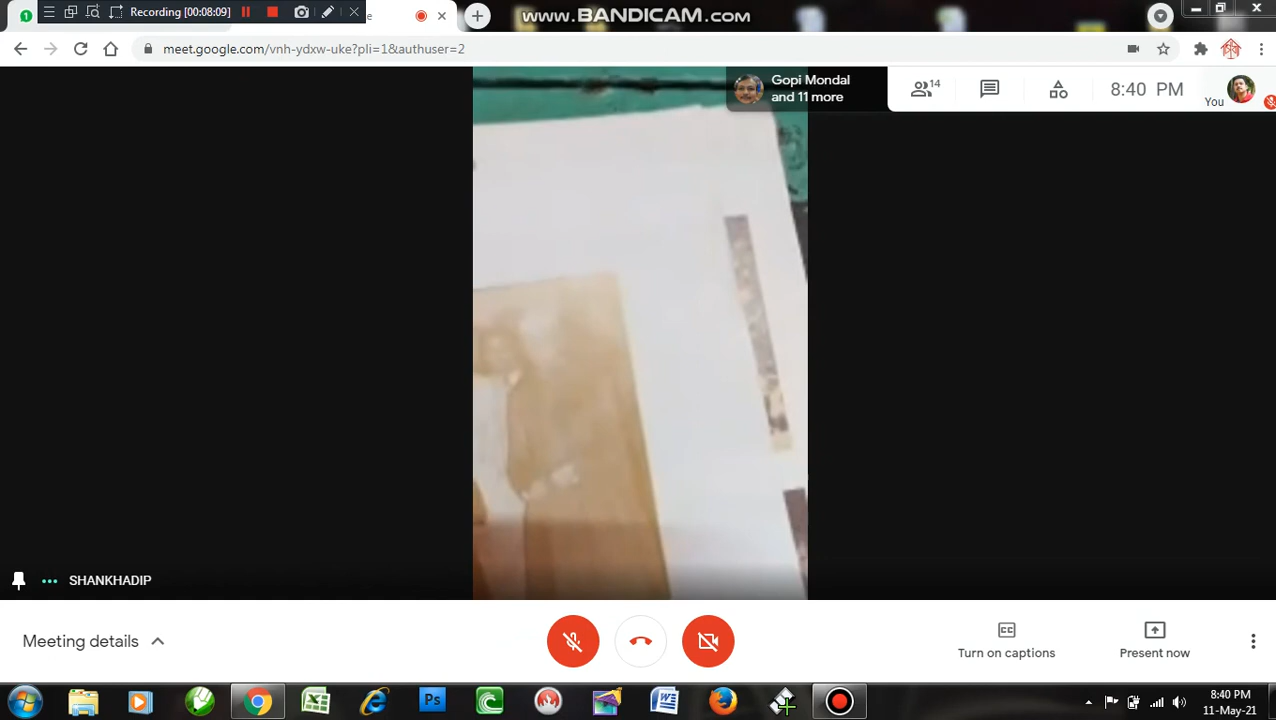 Recording [00:08:09]
e
www.BANDICAM.com
meet.google.com/vnh-ydxw-uke?pli=1&authuser=2
Gopi Mondal
and 11 more
14
8:40 PM
You
SHANKHADIP
Meeting details
Turn on captions
Present now
CC
Ps
W
8:40 PM
11-May-21